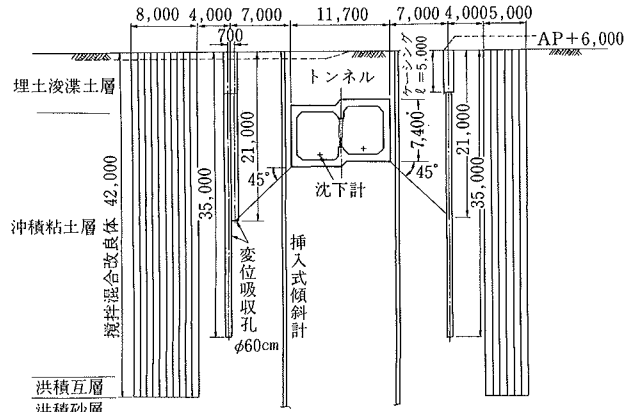 8,000
4,000
7,000
11,700
7,000
4,000
5,000
700
AP+6,000
ケーシング
ℓ=5,000
トンネル
埋土浚渫土層
21,000
7,400
21,000
45°
45°
沈下計
42,000
35,000
35,000
沖積粘土層
攪拌混合改良体
変位吸収孔
φ60cm
挿入式傾斜計
洪積互層
洪積砂層